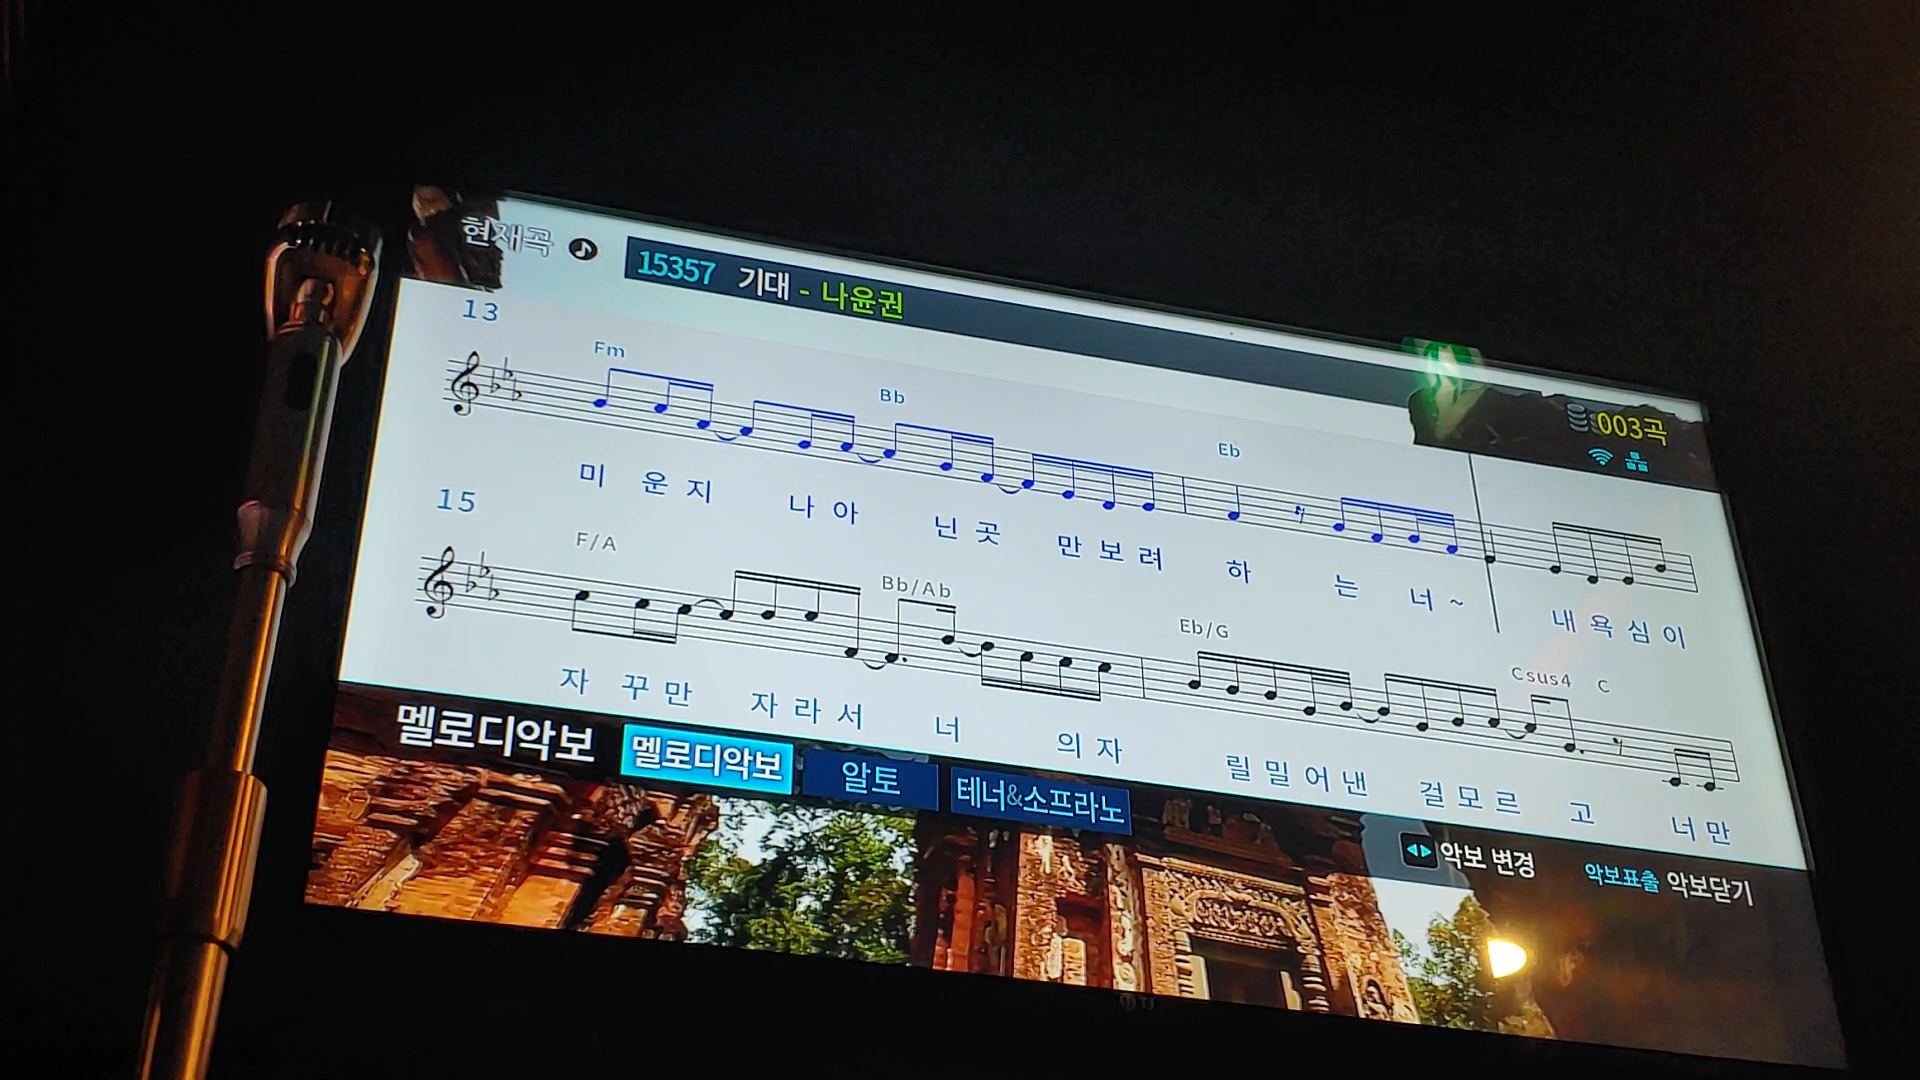 현재곡 ♪ 15357 기대 - 나윤권
003곡
13
Fm Bb Eb
미 운 지 나 아 닌 곳 만 보 려 하 는 너 ~ 내 욕 심 이
15
F/A Bb/Ab Eb/G Csus4 C
자 꾸 만 자 라 서 너 의 자 릴 밀 어 낸 걸 모 르 고 너 만
멜로디악보 멜로디악보 알토 테너&소프라노
악보 변경 악보표출 악보닫기
TJ